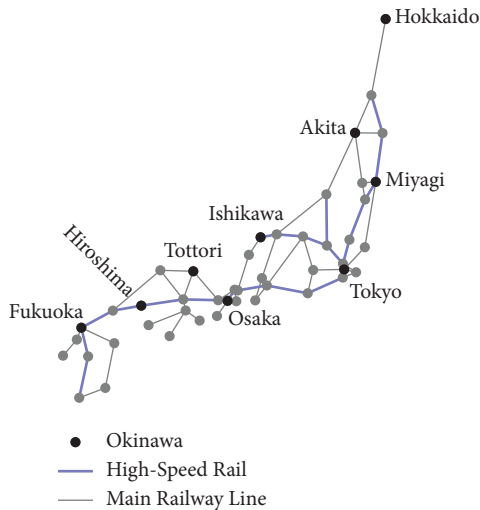 Hokkaido
Akita
Miyagi
Ishikawa
Hiroshima
Tottori
Tokyo
Fukuoka
Osaka
Okinawa
High-Speed Rail
Main Railway Line